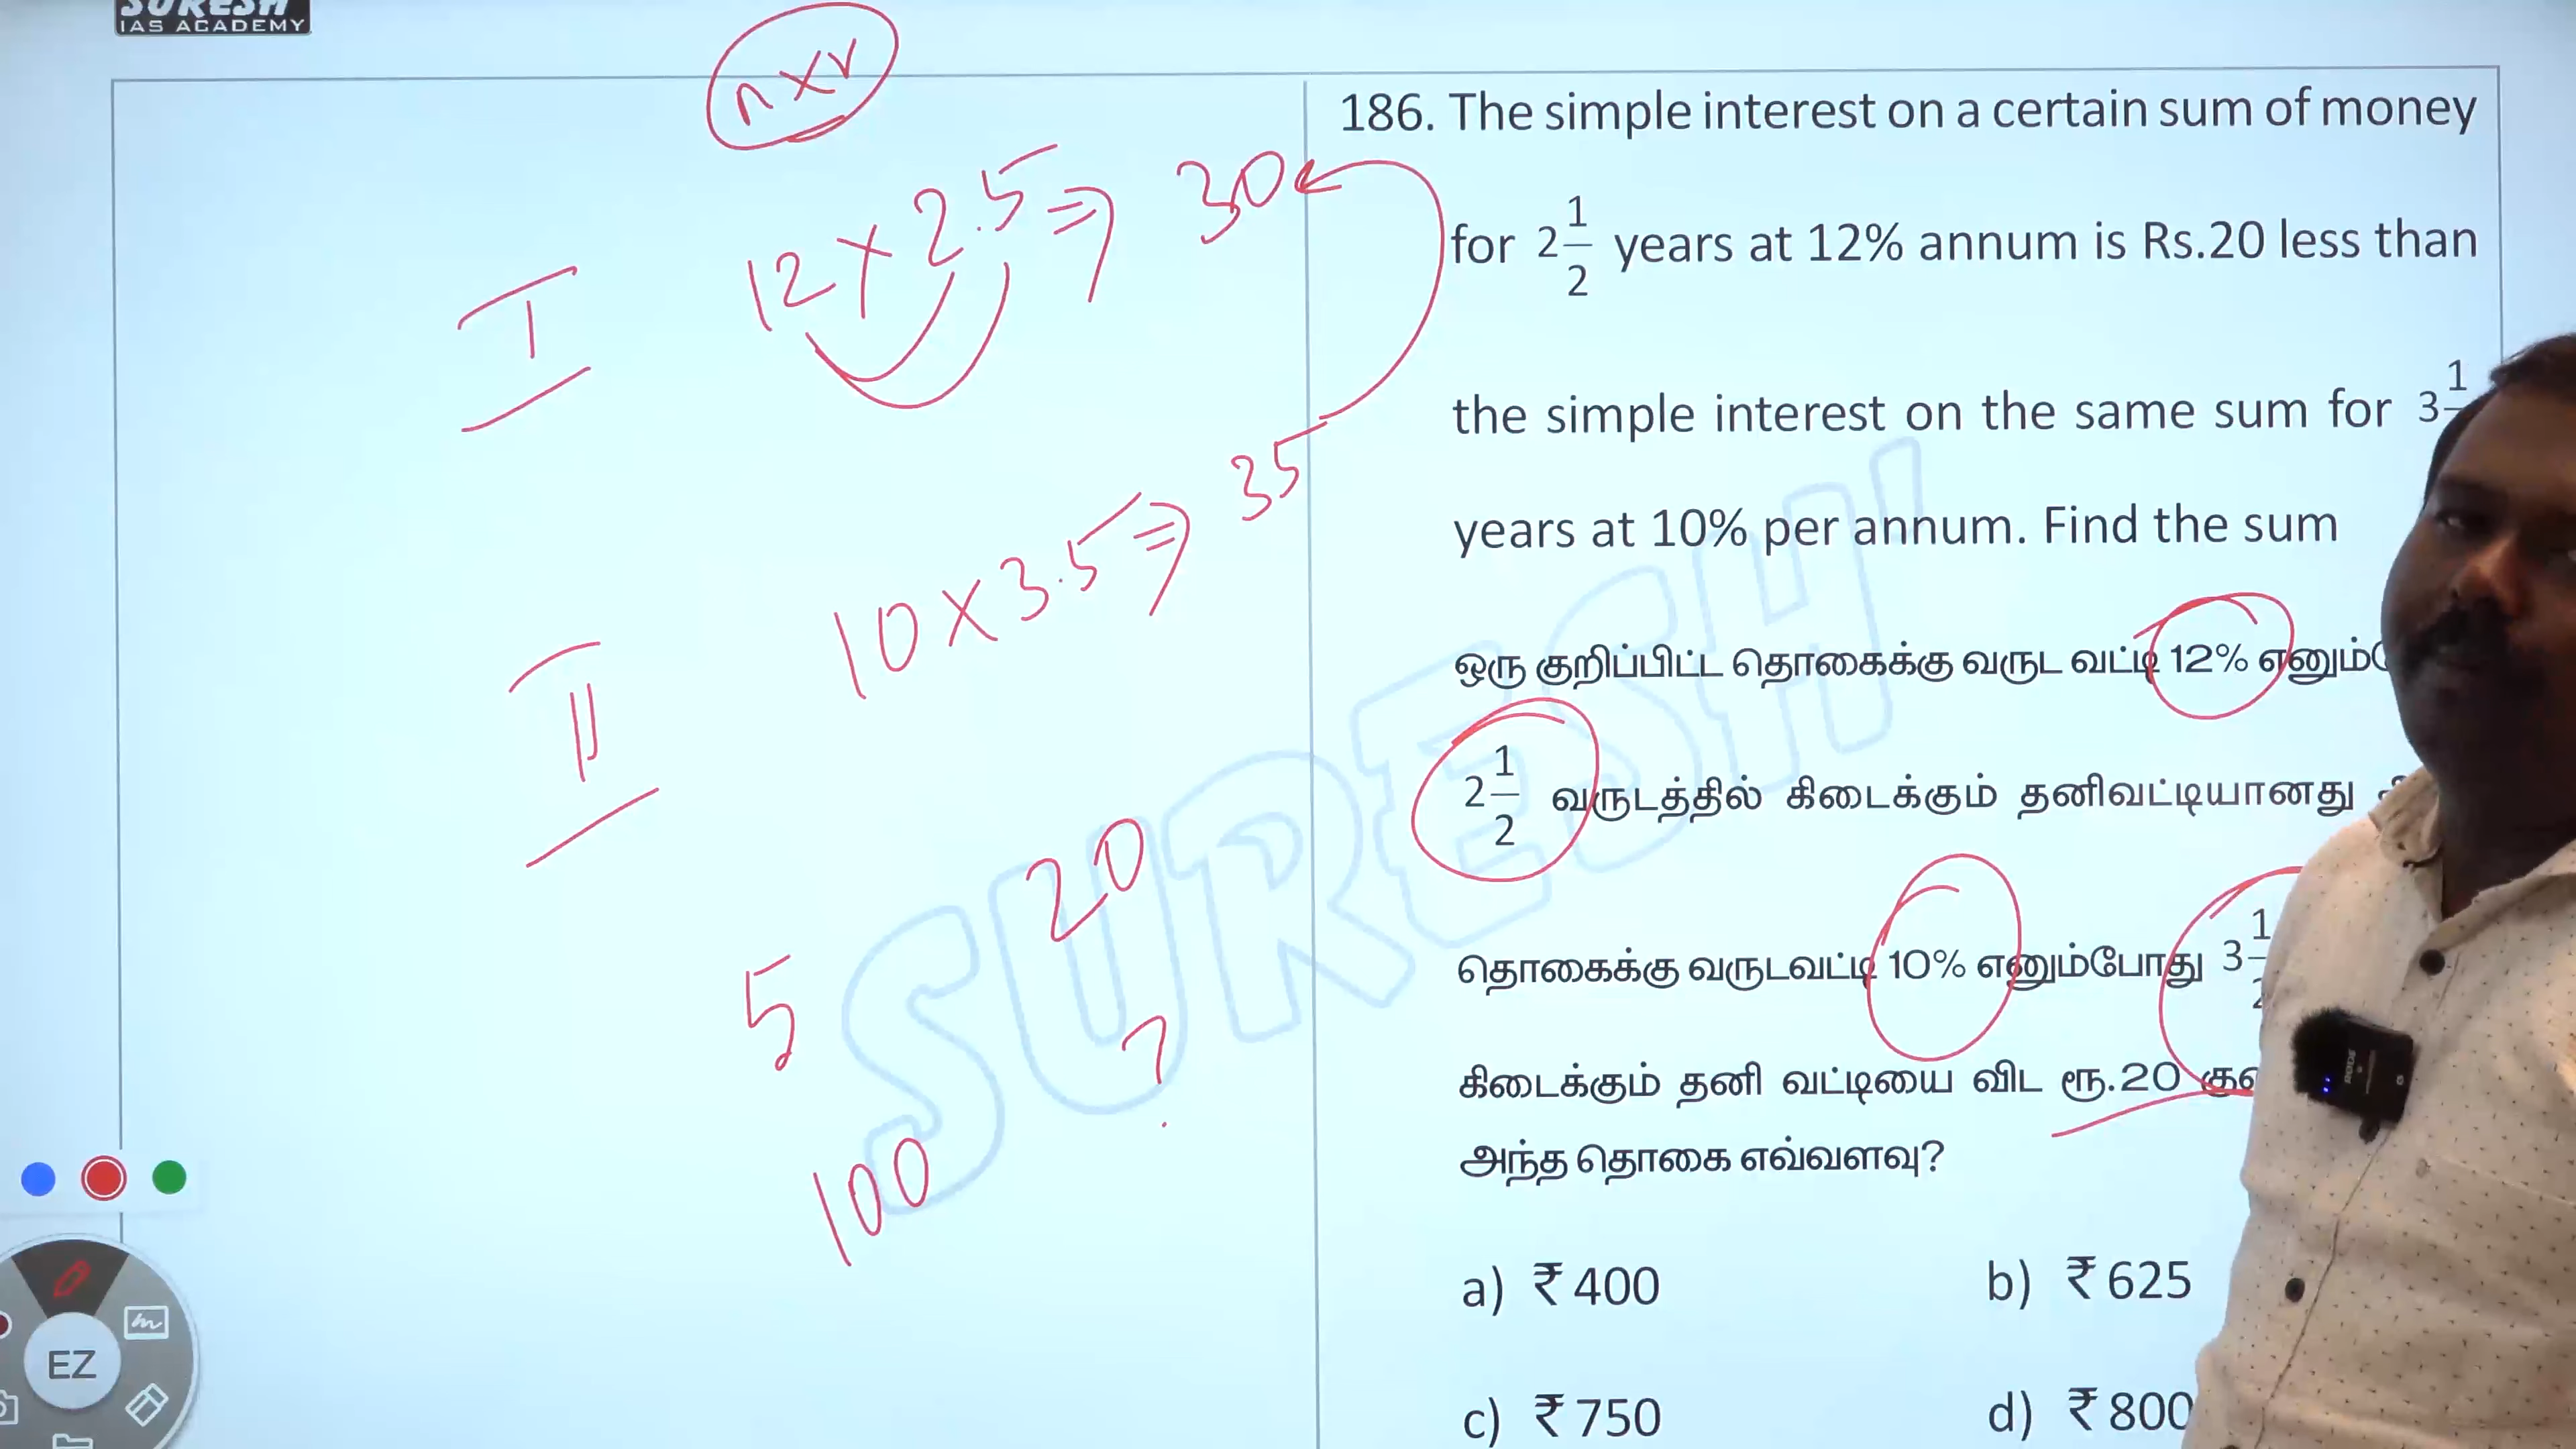 SURESH
IAS ACADEMY
n×r
I 12 × 2.5 ⇒ 30
II 10 × 3.5 ⇒ 35
5 20
100 ?
186. The simple interest on a certain sum of money
for 2 1/2 years at 12% annum is Rs.20 less than
the simple interest on the same sum for 3 1
years at 10% per annum. Find the sum
ஒரு குறிப்பிட்ட தொகைக்கு வருட வட்டி 12%
2 1/2 வருடத்தில் கிடைக்கும் தனிவட்டியானது
தொகைக்கு வருடவட்டி 10% எனும்போது 3 1
கிடைக்கும் தனி வட்டியை விட ரூ.20
அந்த தொகை எவ்வளவு?
a) ₹ 400 b) ₹ 625
c) ₹ 750 d) ₹ 800
SURESH'
EZ